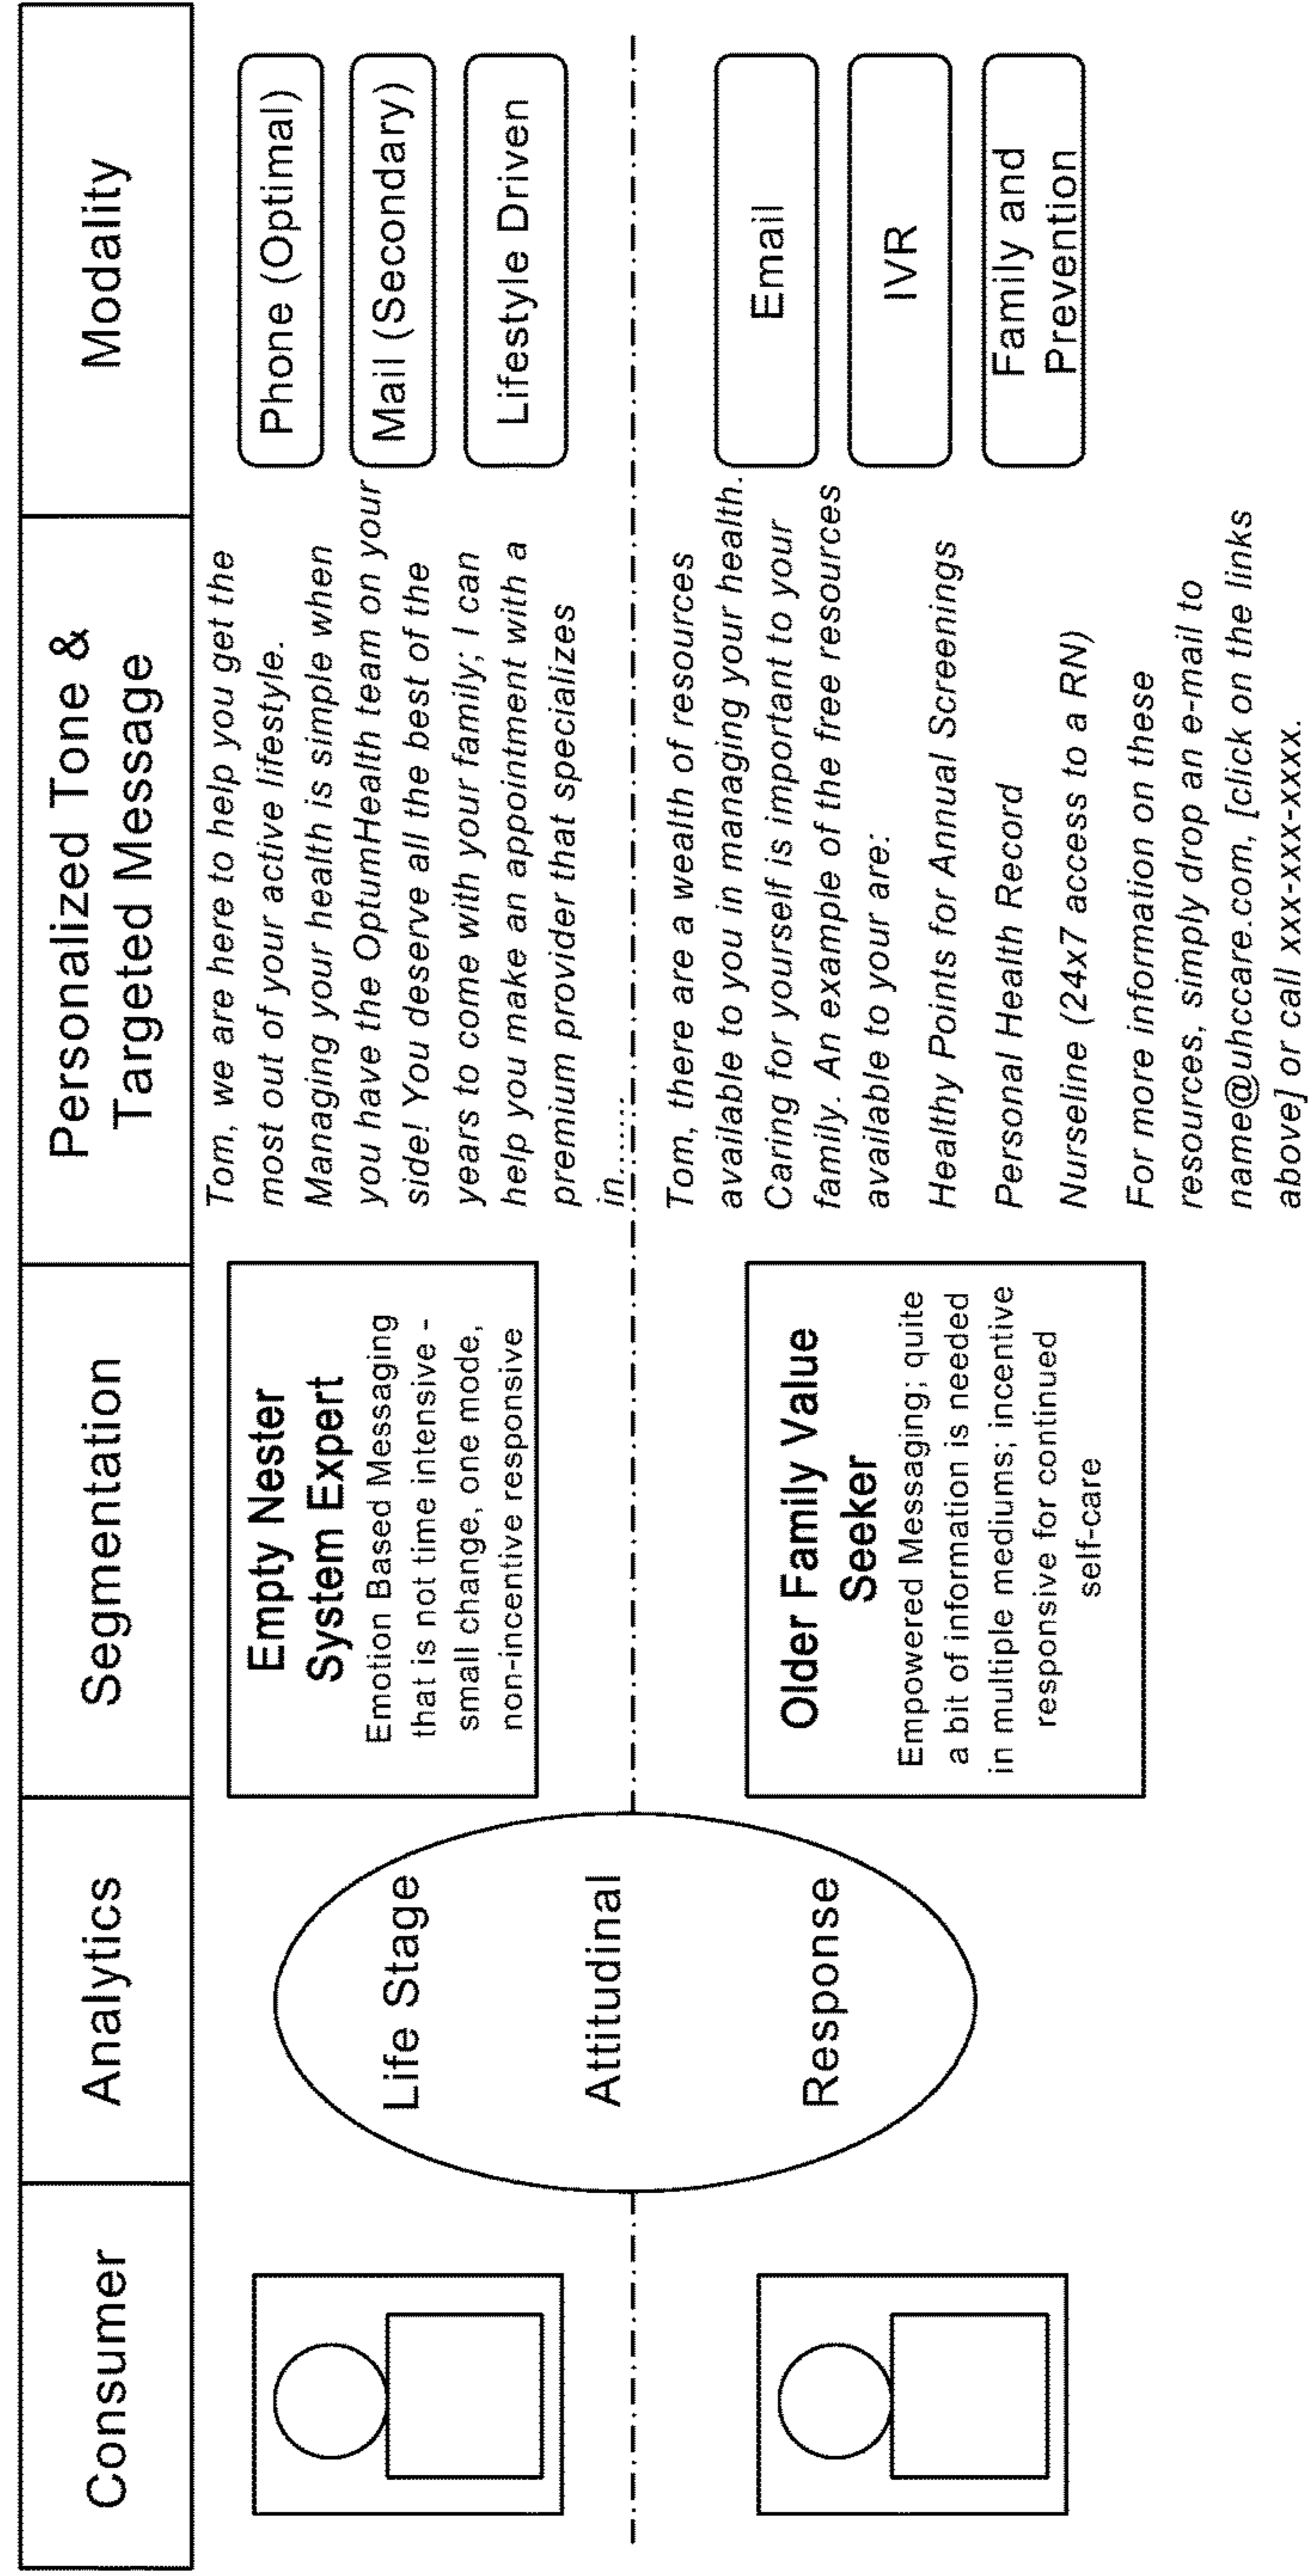 Consumer
Analytics
Segmentation
Personalized Tone &
Targeted Message
Modality
Life Stage
Attitudinal
Response
Empty Nester
System Expert
Emotion Based Messaging
that is not time intensive -
small change, one mode,
non-incentive responsive
Tom, we are here to help you get the
most out of your active lifestyle.
Managing your health is simple when
you have the OptumHealth team on your
side! You deserve all the best of the
years to come with your family; I can
help you make an appointment with a
premium provider that specializes
in.......
Phone (Optimal)
Mail (Secondary)
Lifestyle Driven
Older Family Value
Seeker
Empowered Messaging; quite
a bit of information is needed
in multiple mediums; incentive
responsive for continued
self-care
Tom, there are a wealth of resources
available to you in managing your health.
Caring for yourself is important to your
family. An example of the free resources
available to your are:
Healthy Points for Annual Screenings
Personal Health Record
Nurseline (24x7 access to a RN)
For more information on these
resources, simply drop an e-mail to
name@uhccare.com, [click on the links
above] or call xxx-xxx-xxxx.
Email
IVR
Family and
Prevention